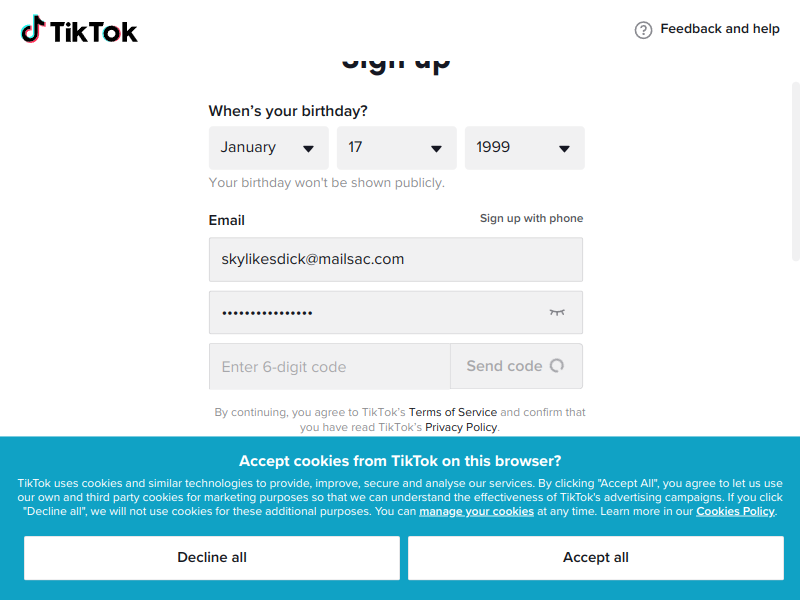 TikTok
Feedback and help
Sign up
When's your birthday?
January
17
1999
Your birthday won't be shown publicly.
Email
Sign up with phone
skylikesdick@mailsac.com
••••••••••••••••
Enter 6-digit code
Send code
By continuing, you agree to TikTok's Terms of Service and confirm that
you have read TikTok's Privacy Policy.
Accept cookies from TikTok on this browser?
TikTok uses cookies and similar technologies to provide, improve, secure and analyse our services. By clicking "Accept All", you agree to let us use
our own and third party cookies for marketing purposes so that we can understand the effectiveness of TikTok's advertising campaigns. If you click
"Decline all", we will not use cookies for these additional purposes. You can manage your cookies at any time. Learn more in our Cookies Policy.
Decline all
Accept all